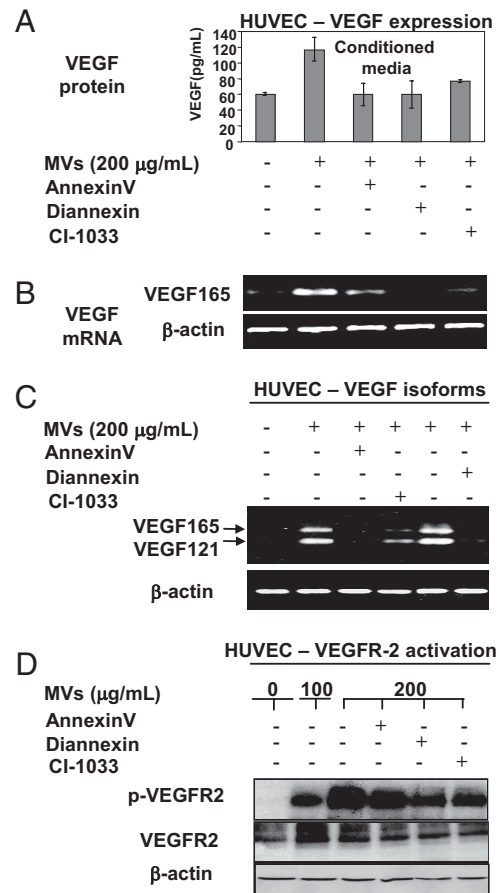 A
HUVEC – VEGF expression
VEGF protein
VEGF(pg/mL)
140
120
100
80
60
40
20
0
Conditioned media
MVs (200 μg/mL) - + + + +
AnnexinV - - + - -
Diannexin - - - + -
CI-1033 - - - - +
B
VEGF mRNA
VEGF165
β-actin
C
HUVEC – VEGF isoforms
MVs (200 μg/mL) - + + + + +
AnnexinV - - + - - -
Diannexin - - - - - +
CI-1033 - - - + - -
VEGF165
VEGF121
β-actin
D
HUVEC – VEGFR-2 activation
MVs (μg/mL) 0 100 200
AnnexinV - - - + - -
Diannexin - - - - + -
CI-1033 - - - - - +
p-VEGFR2
VEGFR2
β-actin